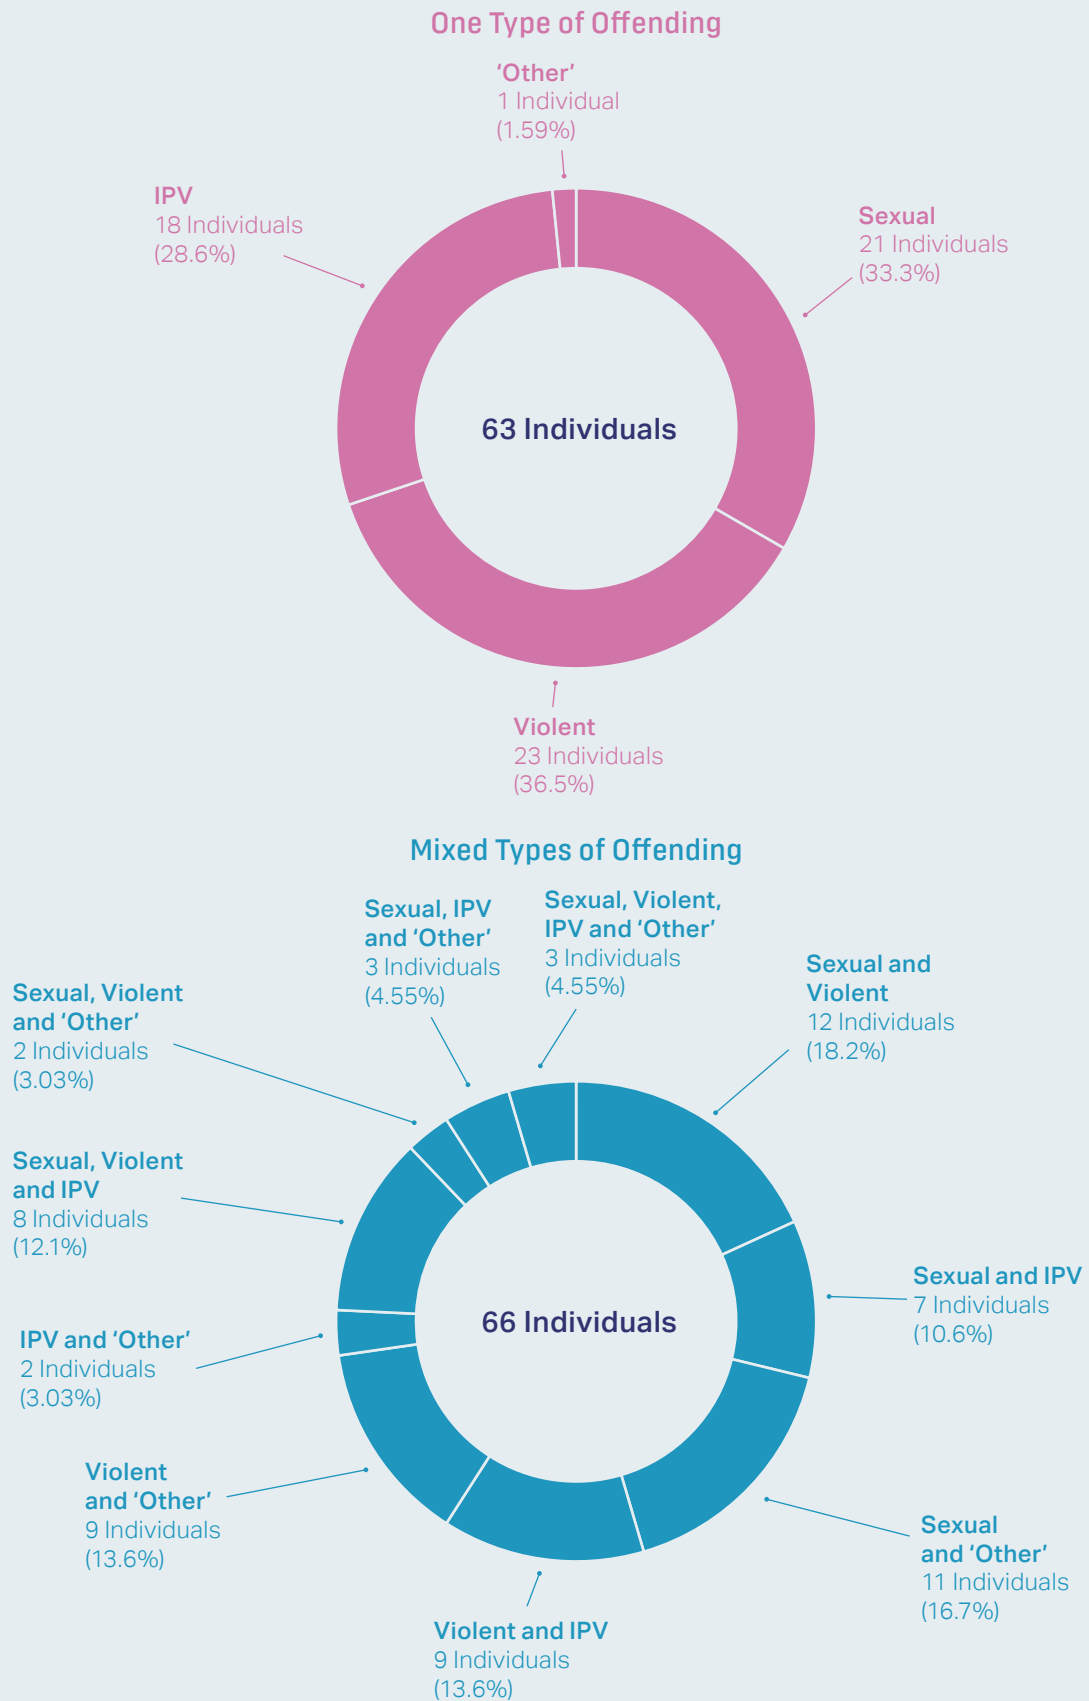 One Type of Offending
‘Other’
1 Individual
(1.59%)
IPV
18 Individuals
(28.6%)
Sexual
21 Individuals
(33.3%)
63 Individuals
Violent
23 Individuals
(36.5%)
Mixed Types of Offending
Sexual, IPV
and ‘Other’
3 Individuals
(4.55%)
Sexual, Violent,
IPV and ‘Other’
3 Individuals
(4.55%)
Sexual and
Violent
12 Individuals
(18.2%)
Sexual, Violent
and ‘Other’
2 Individuals
(3.03%)
Sexual, Violent
and IPV
8 Individuals
(12.1%)
Sexual and IPV
7 Individuals
(10.6%)
66 Individuals
IPV and ‘Other’
2 Individuals
(3.03%)
Violent
and ‘Other’
9 Individuals
(13.6%)
Sexual
and ‘Other’
11 Individuals
(16.7%)
Violent and IPV
9 Individuals
(13.6%)